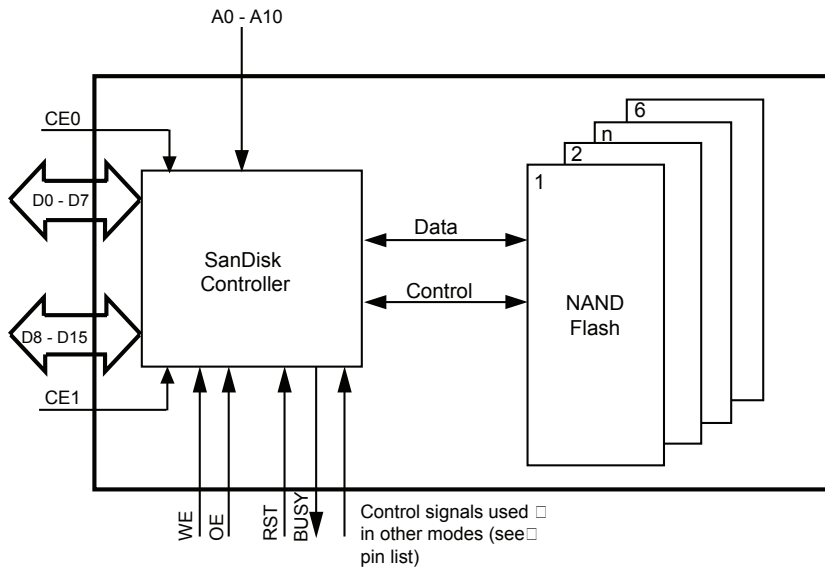 A0 - A10
CE0
D0 - D7
D8 - D15
CE1
SanDisk
Controller
Data
Control
6
n
2
1
NAND
Flash
WE
OE
RST
BUSY
Control signals used □
in other modes (see□
pin list)